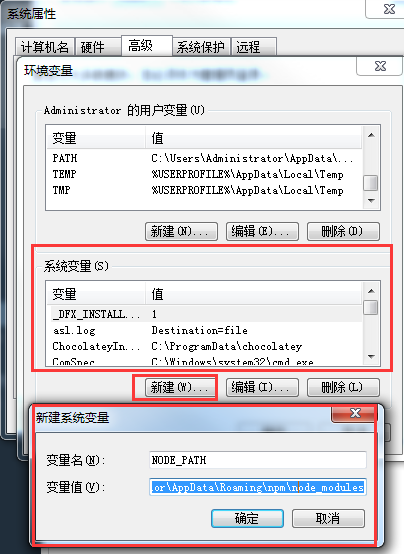 系统属性
计算机名 硬件 高级 系统保护 远程
环境变量
Administrator 的用户变量(U)
变量 值
PATH C:\Users\Administrator\AppData\...
TEMP %USERPROFILE%\AppData\Local\Temp
TMP %USERPROFILE%\AppData\Local\Temp
新建(N)... 编辑(E)... 删除(D)
系统变量(S)
变量 值
_DFX_INSTALL... 1
asl.log Destination=file
ChocolateyIn... C:\ProgramData\chocolatey
ComSpec C:\Windows\system32\cmd.exe
新建(W)... 编辑(I)... 删除(L)
新建系统变量
变量名(N): NODE_PATH
变量值(V): or\AppData\Roaming\npm\node_modules
确定 取消